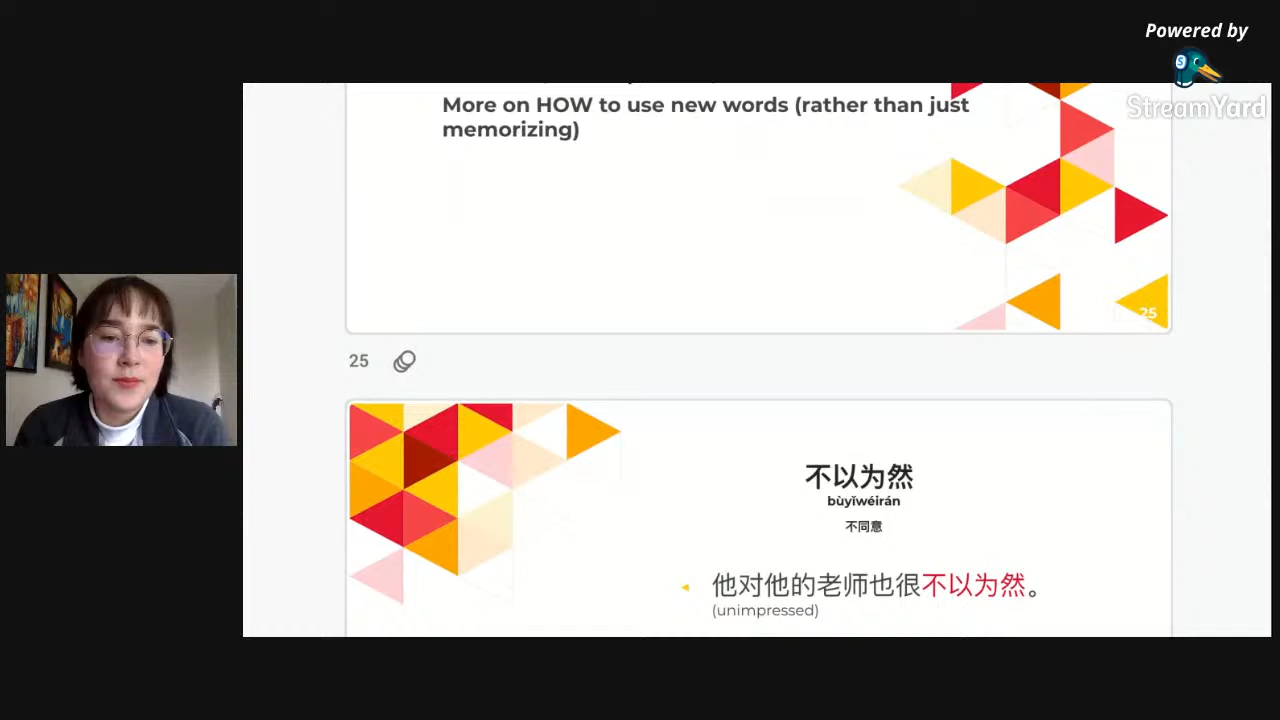 Powered by
StreamYard
More on HOW to use new words (rather than just
memorizing)
25
25
不以为然
bùyǐwéirán
不同意
他对他的老师也很不以为然。
(unimpressed)